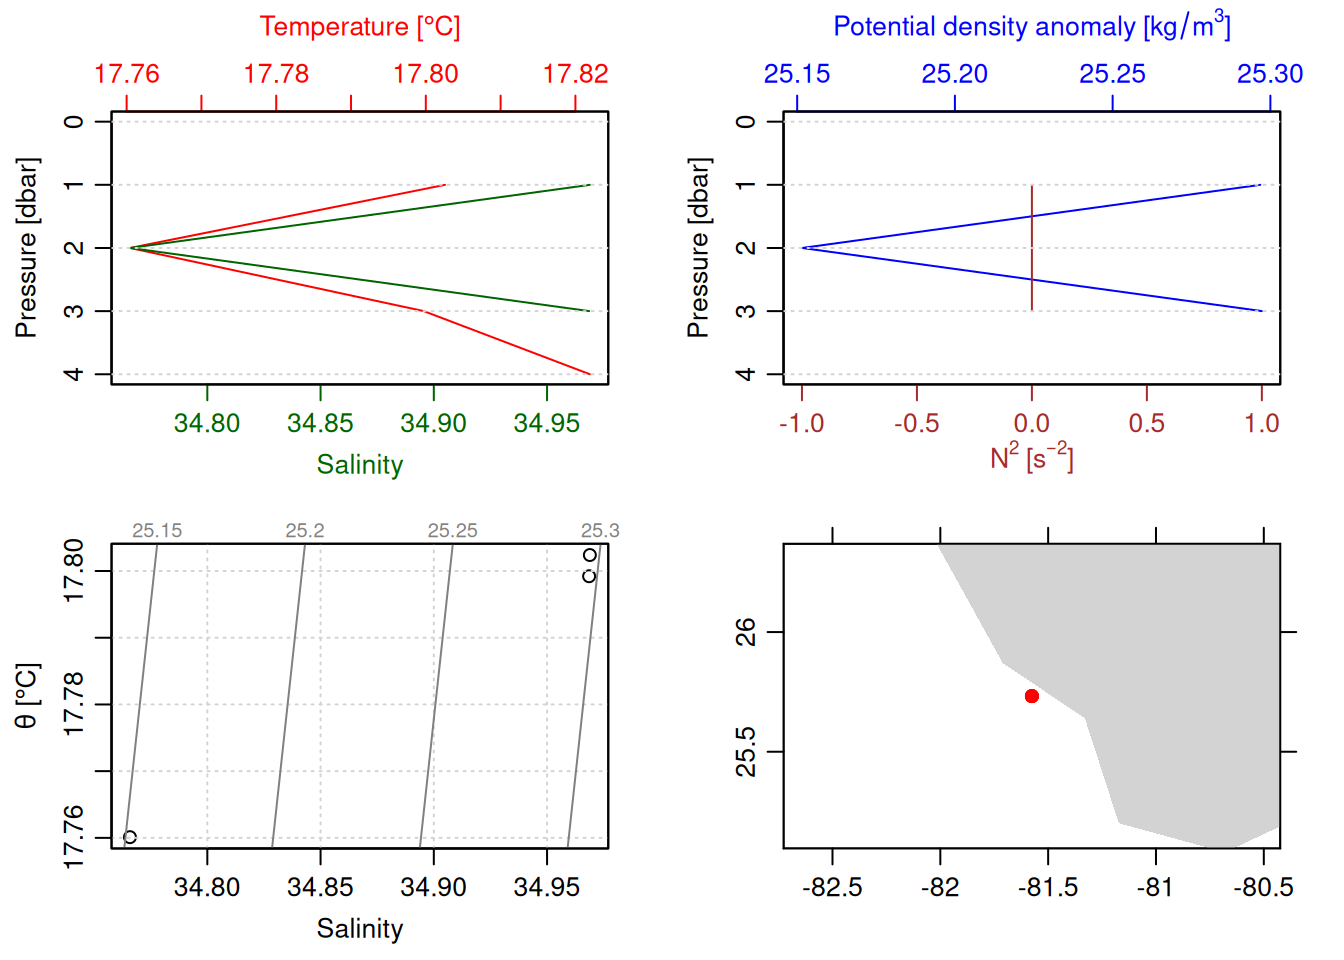 Temperature [°C]
17.76 17.78 17.80 17.82
0
1
2
3
4
Pressure [dbar]
34.80 34.85 34.90 34.95
Salinity
Potential density anomaly [kg/m³]
25.15 25.20 25.25 25.30
0
1
2
3
4
Pressure [dbar]
-1.0 -0.5 0.0 0.5 1.0
N² [s⁻²]
25.15 25.2 25.25 25.3
17.80
17.78
17.76
θ [°C]
34.80 34.85 34.90 34.95
Salinity
26
25.5
-82.5 -82 -81.5 -81 -80.5